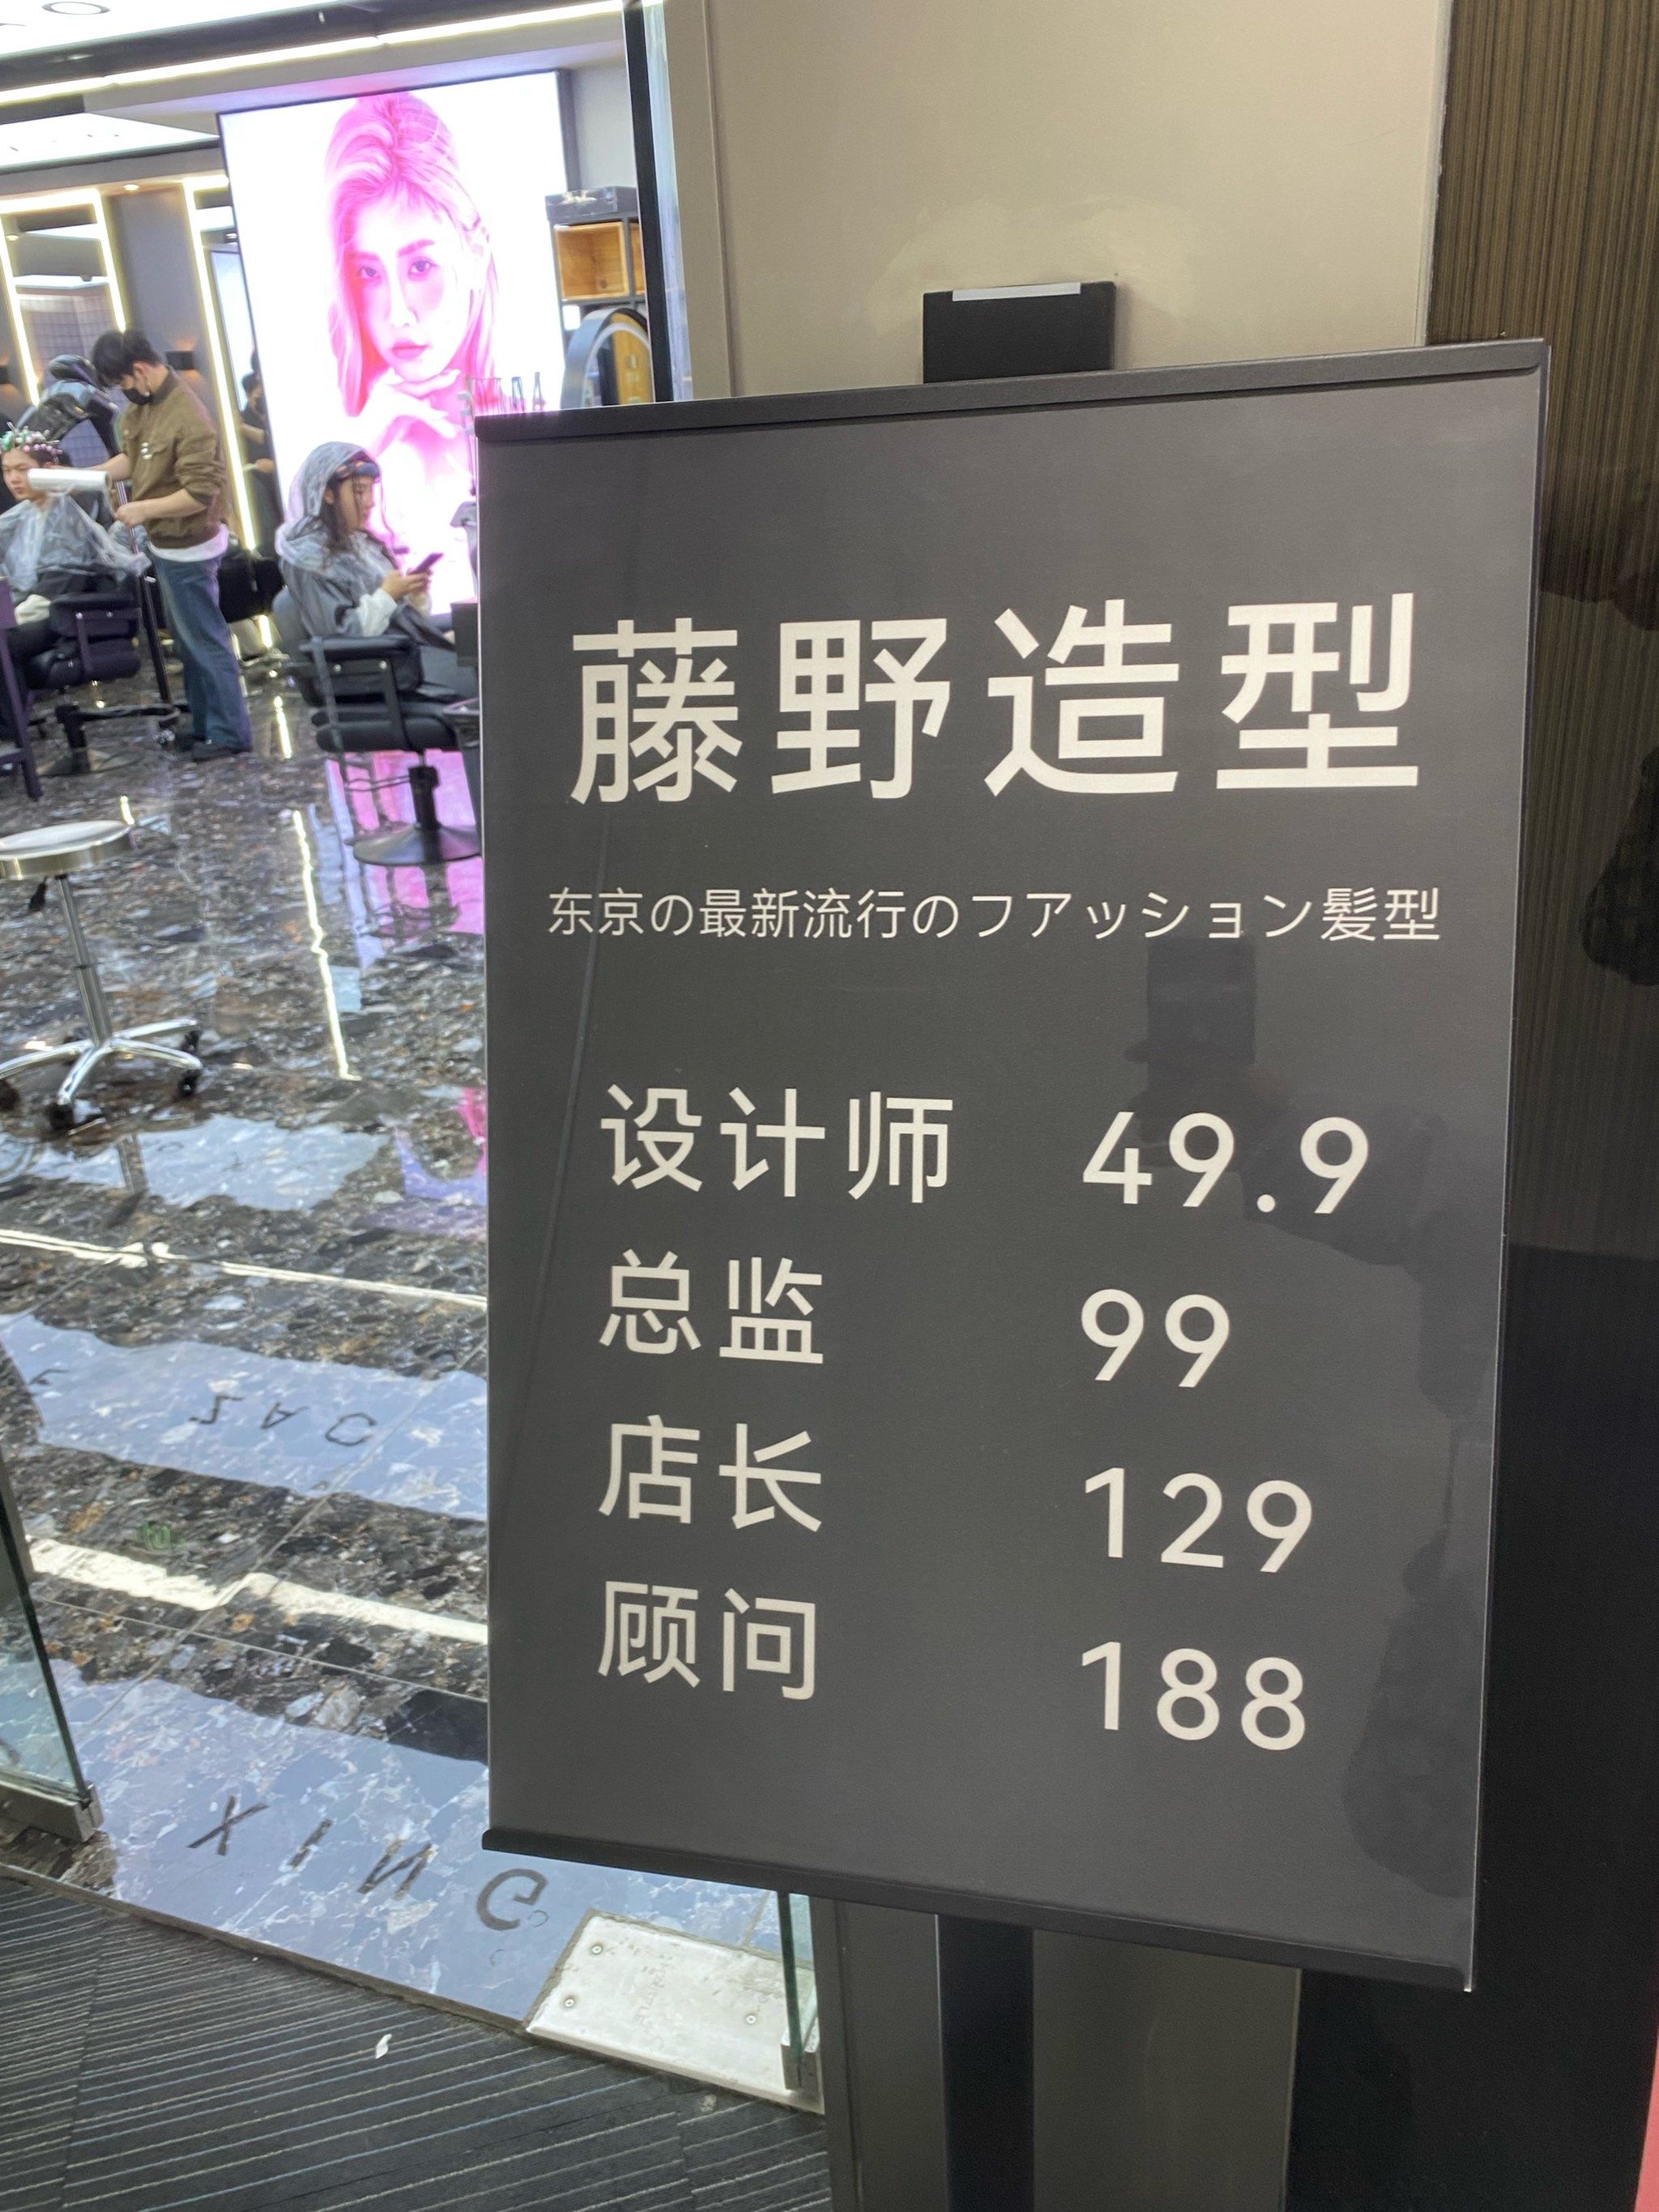 藤野造型
东京の最新流行のフアッション髪型
设计师 49.9
总监 99
店长 129
顾问 188
XING